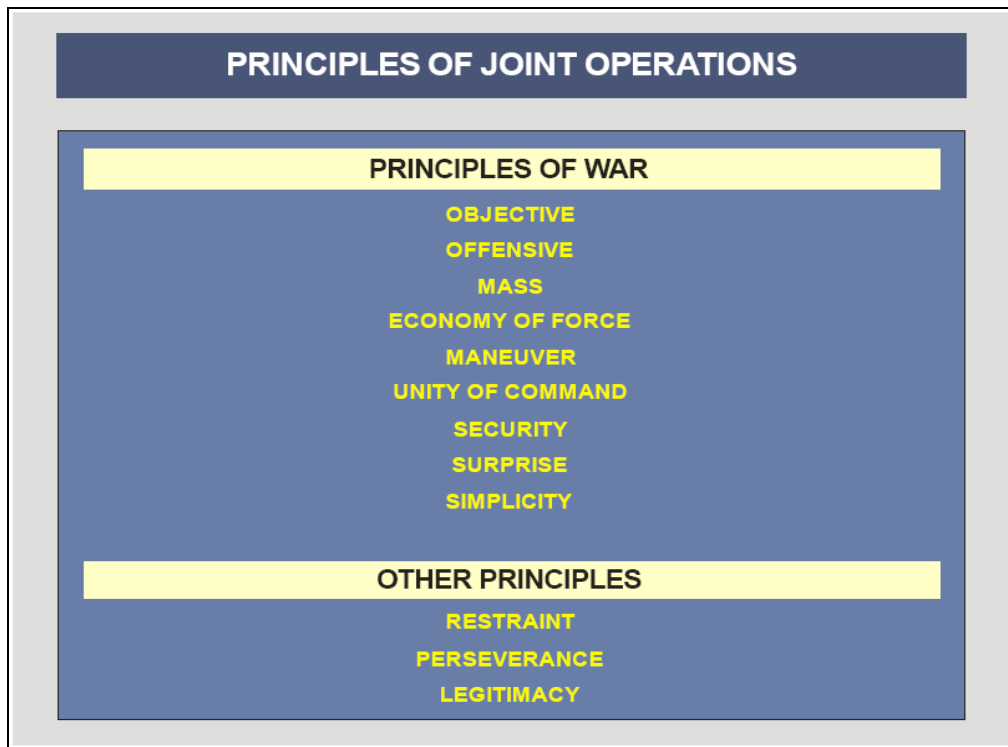 PRINCIPLES OF JOINT OPERATIONS
PRINCIPLES OF WAR
OBJECTIVE
OFFENSIVE
MASS
ECONOMY OF FORCE
MANEUVER
UNITY OF COMMAND
SECURITY
SURPRISE
SIMPLICITY
OTHER PRINCIPLES
RESTRAINT
PERSEVERANCE
LEGITIMACY